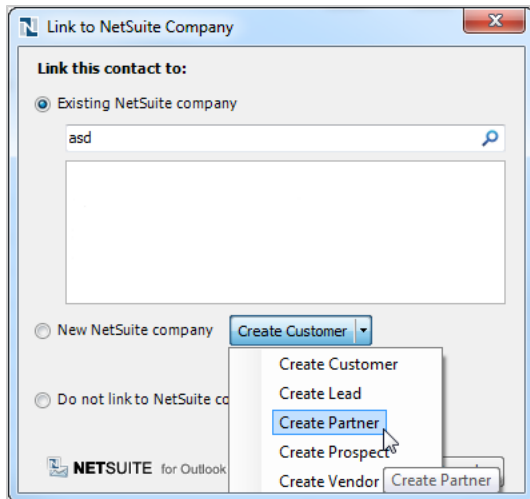 Link to NetSuite Company
Link this contact to:
Existing NetSuite company
asd
New NetSuite company Create Customer
Create Customer
Create Lead
Do not link to NetSuite co
Create Partner
Create Prospect
NETSUITE for Outlook
Create Vendor Create Partner